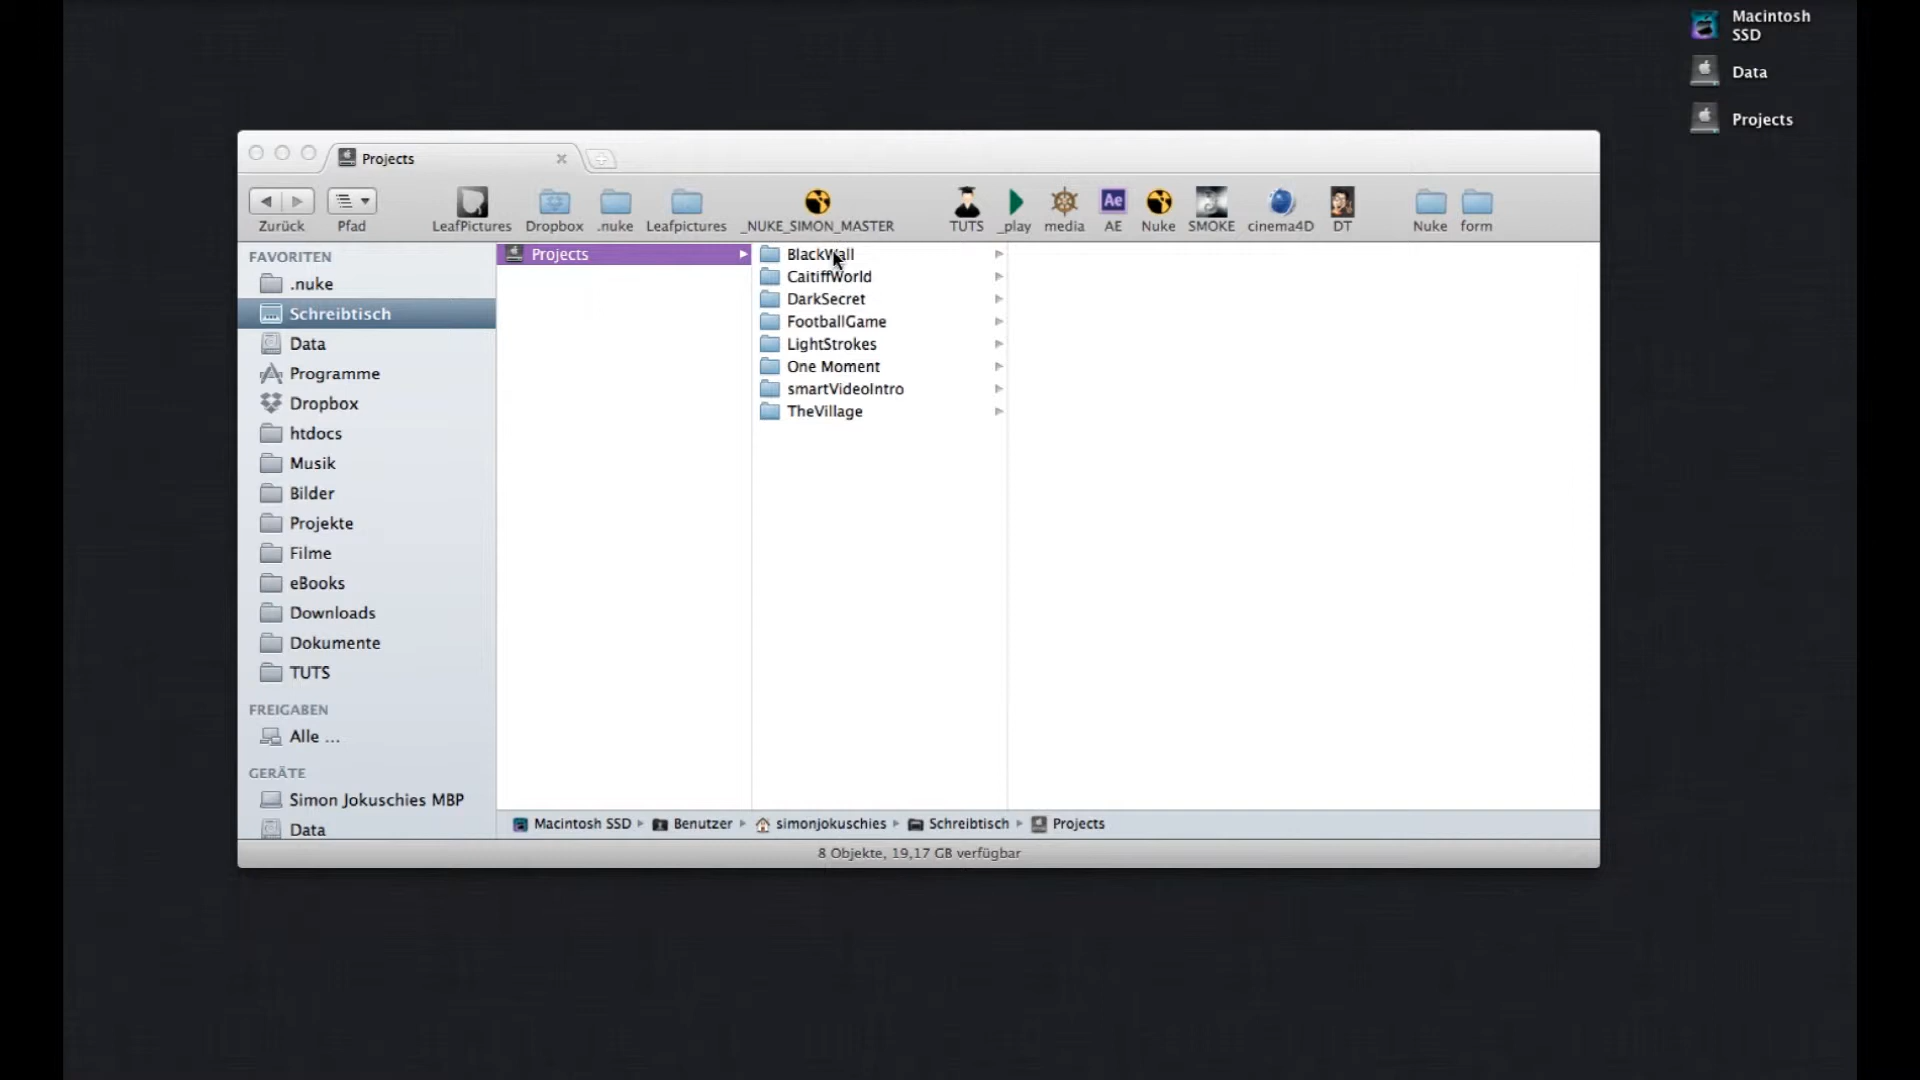 Macintosh
SSD
Data
Projects
Projects
Zurück
Pfad
LeafPictures
Dropbox
.nuke
Leafpictures
_NUKE_SIMON_MASTER
TUTS
_play
media
Ae
AE
Nuke
SMOKE
cinema4D
DT
Nuke
form
FAVORITEN
.nuke
Schreibtisch
Data
Programme
Dropbox
htdocs
Musik
Bilder
Projekte
Filme
eBooks
Downloads
Dokumente
TUTS
FREIGABEN
Alle ...
GERÄTE
Simon Jokuschies MBP
Data
Projects
BlackWall
CaitiffWorld
DarkSecret
FootballGame
LightStrokes
One Moment
smartVideoIntro
TheVillage
Macintosh SSD Benutzer simonjokuschies Schreibtisch Projects
8 Objekte, 19,17 GB verfügbar